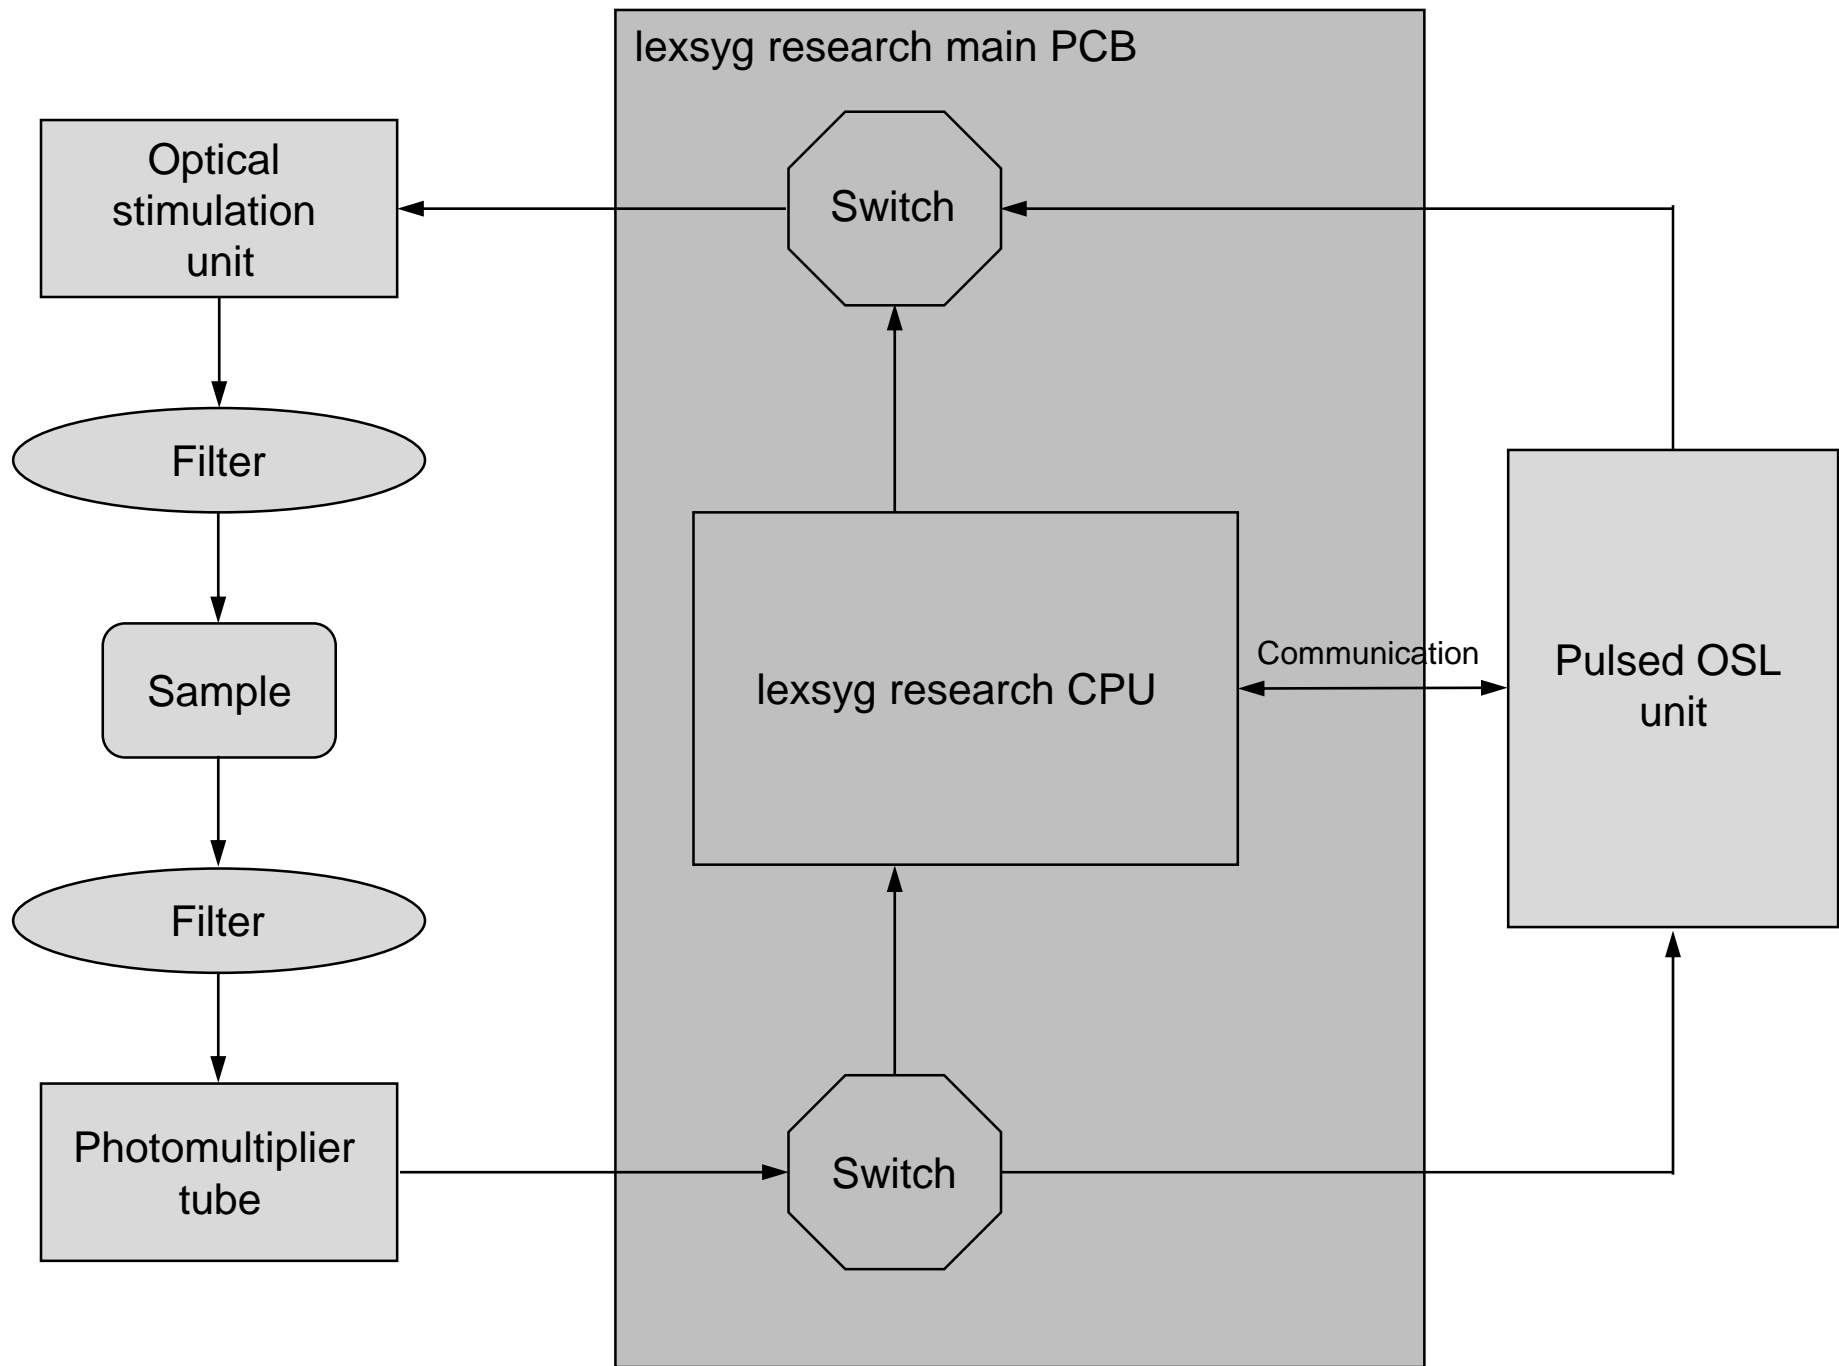 lexsyg research main PCB
Optical
stimulation
unit
Switch
Filter
Sample
lexsyg research CPU
Communication
Pulsed OSL
unit
Filter
Photomultiplier
tube
Switch